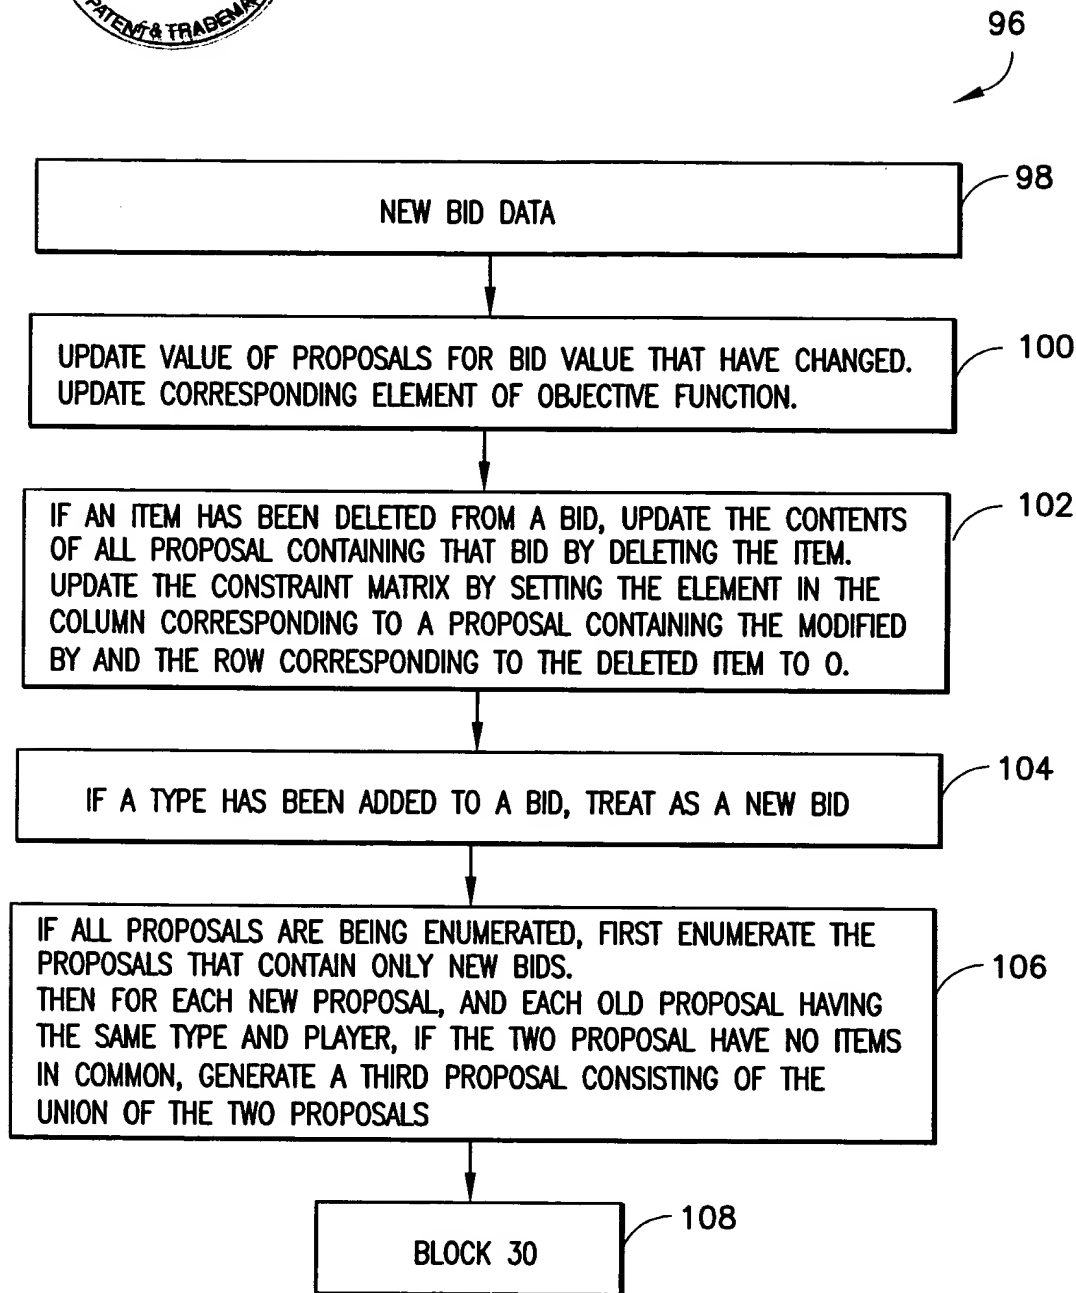 PATENT & TRADEMA
96
NEW BID DATA
98
UPDATE VALUE OF PROPOSALS FOR BID VALUE THAT HAVE CHANGED.
UPDATE CORRESPONDING ELEMENT OF OBJECTIVE FUNCTION.
100
IF AN ITEM HAS BEEN DELETED FROM A BID, UPDATE THE CONTENTS
OF ALL PROPOSAL CONTAINING THAT BID BY DELETING THE ITEM.
UPDATE THE CONSTRAINT MATRIX BY SETTING THE ELEMENT IN THE
COLUMN CORRESPONDING TO A PROPOSAL CONTAINING THE MODIFIED
BY AND THE ROW CORRESPONDING TO THE DELETED ITEM TO 0.
102
IF A TYPE HAS BEEN ADDED TO A BID, TREAT AS A NEW BID
104
IF ALL PROPOSALS ARE BEING ENUMERATED, FIRST ENUMERATE THE
PROPOSALS THAT CONTAIN ONLY NEW BIDS.
THEN FOR EACH NEW PROPOSAL, AND EACH OLD PROPOSAL HAVING
THE SAME TYPE AND PLAYER, IF THE TWO PROPOSAL HAVE NO ITEMS
IN COMMON, GENERATE A THIRD PROPOSAL CONSISTING OF THE
UNION OF THE TWO PROPOSALS
106
BLOCK 30
108